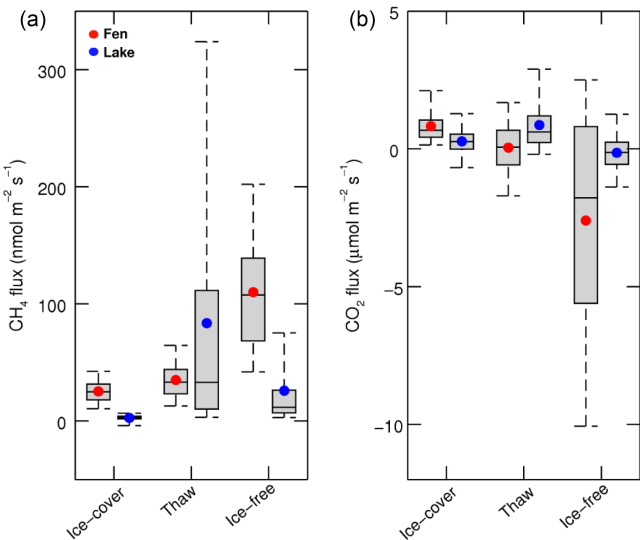 (a)
Fen
Lake
300
200
100
0
CH4 flux (nmol m−2 s−1)
Ice−cover
Thaw
Ice−free
(b)
5
0
−5
−10
CO2 flux (μmol m−2 s−1)
Ice−cover
Thaw
Ice−free